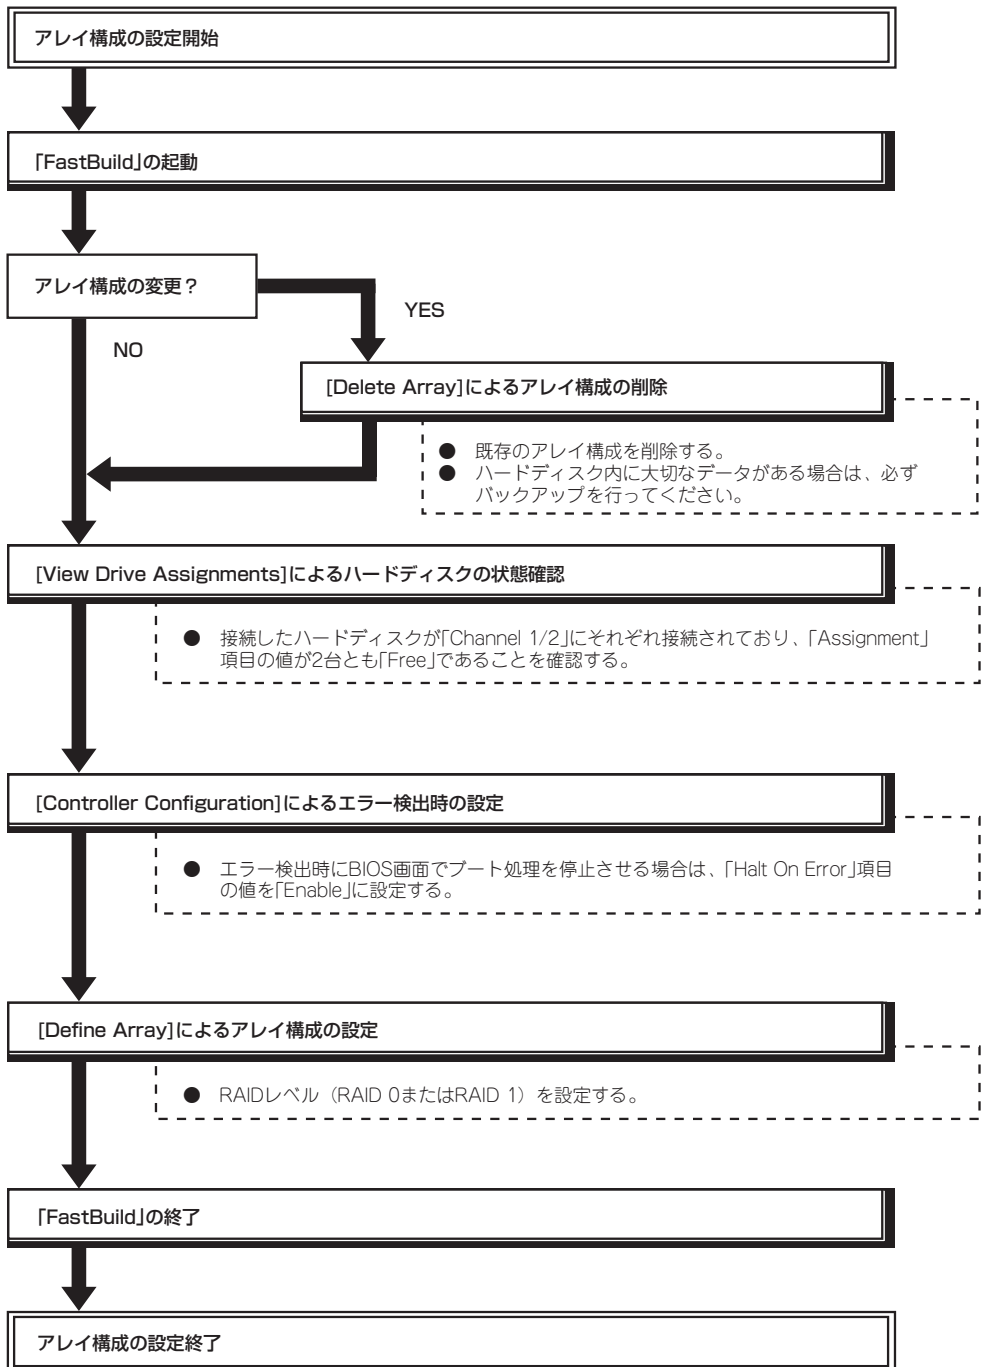 アレイ構成の設定開始
「FastBuild」の起動
アレイ構成の変更？
YES
NO
[Delete Array]によるアレイ構成の削除
● 既存のアレイ構成を削除する。
● ハードディスク内に大切なデータがある場合は、必ず
バックアップを行ってください。
[View Drive Assignments]によるハードディスクの状態確認
● 接続したハードディスクが「Channel 1/2」にそれぞれ接続されており、「Assignment」
項目の値が2台とも「Free」であることを確認する。
[Controller Configuration]によるエラー検出時の設定
● エラー検出時にBIOS画面でブート処理を停止させる場合は、「Halt On Error」項目
の値を「Enable」に設定する。
[Define Array]によるアレイ構成の設定
● RAIDレベル（RAID 0またはRAID 1）を設定する。
「FastBuild」の終了
アレイ構成の設定終了